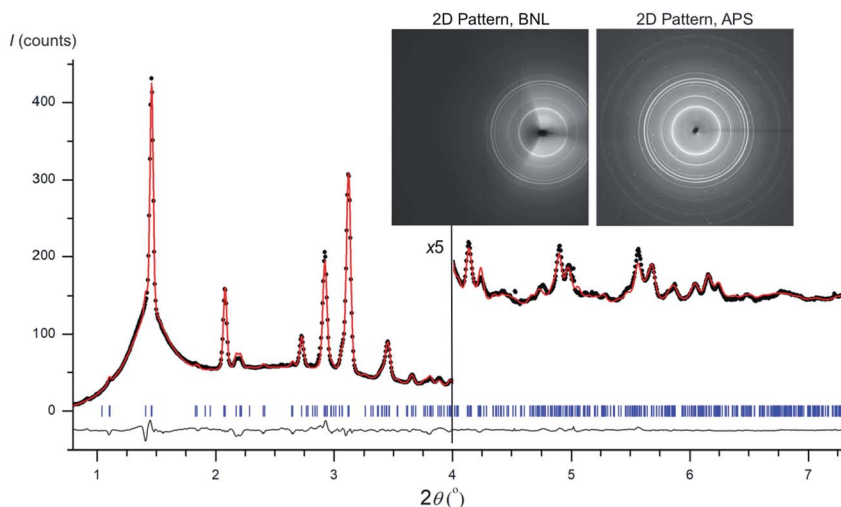 2D Pattern, BNL
2D Pattern, APS
I (counts)
400
300
200
100
0
x5
1
2
3
4
5
6
7
2θ(°)